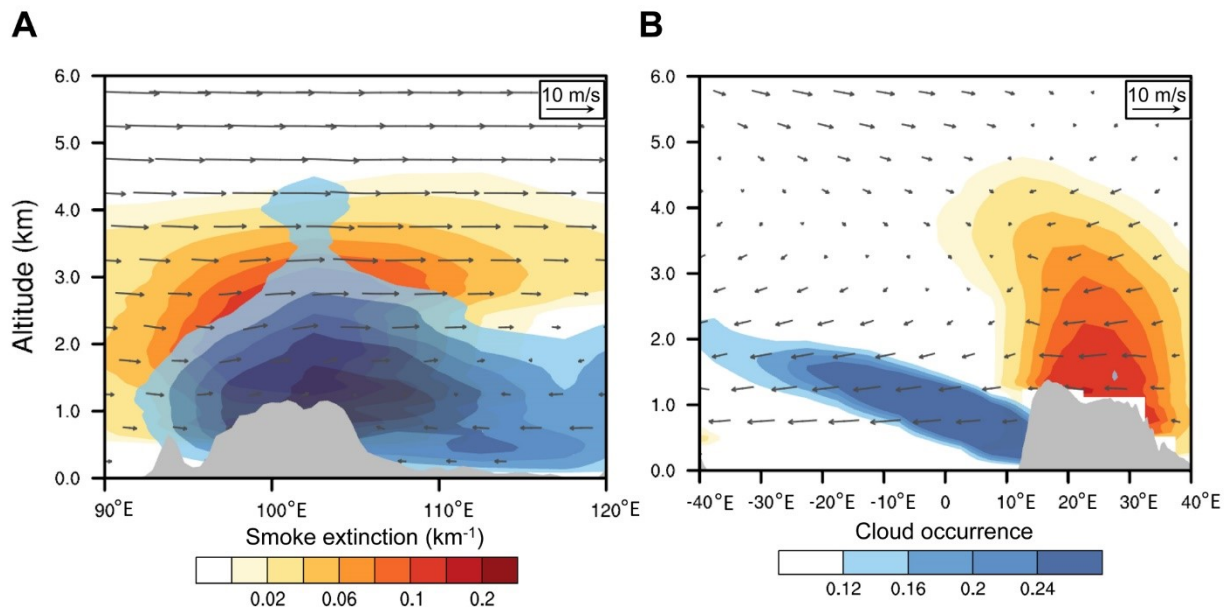 A
B
10 m/s
10 m/s
6.0
5.0
4.0
3.0
2.0
1.0
0.0
Altitude (km)
6.0
5.0
4.0
3.0
2.0
1.0
0.0
90°E 100°E 110°E 120°E
-40°E -30°E -20°E -10°E 0 10°E 20°E 30°E 40°E
Smoke extinction (km-1)
Cloud occurrence
0.02 0.06 0.1 0.2
0.12 0.16 0.2 0.24